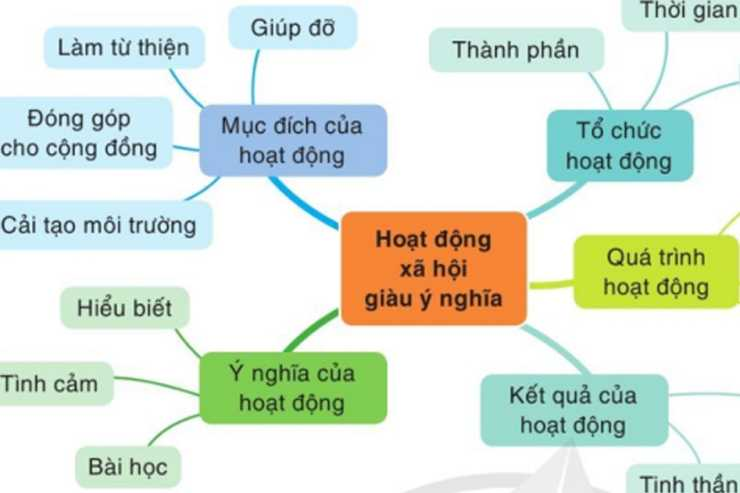 Làm từ thiện
Giúp đỡ
Đóng góp
cho cộng đồng
Cải tạo môi trường
Mục đích của
hoạt động
Thành phần
Thời gian
Tổ chức
hoạt động
Hoạt động
xã hội
giàu ý nghĩa
Quá trình
hoạt động
Hiểu biết
Tình cảm
Bài học
Ý nghĩa của
hoạt động
Kết quả của
hoạt động
Tinh thần